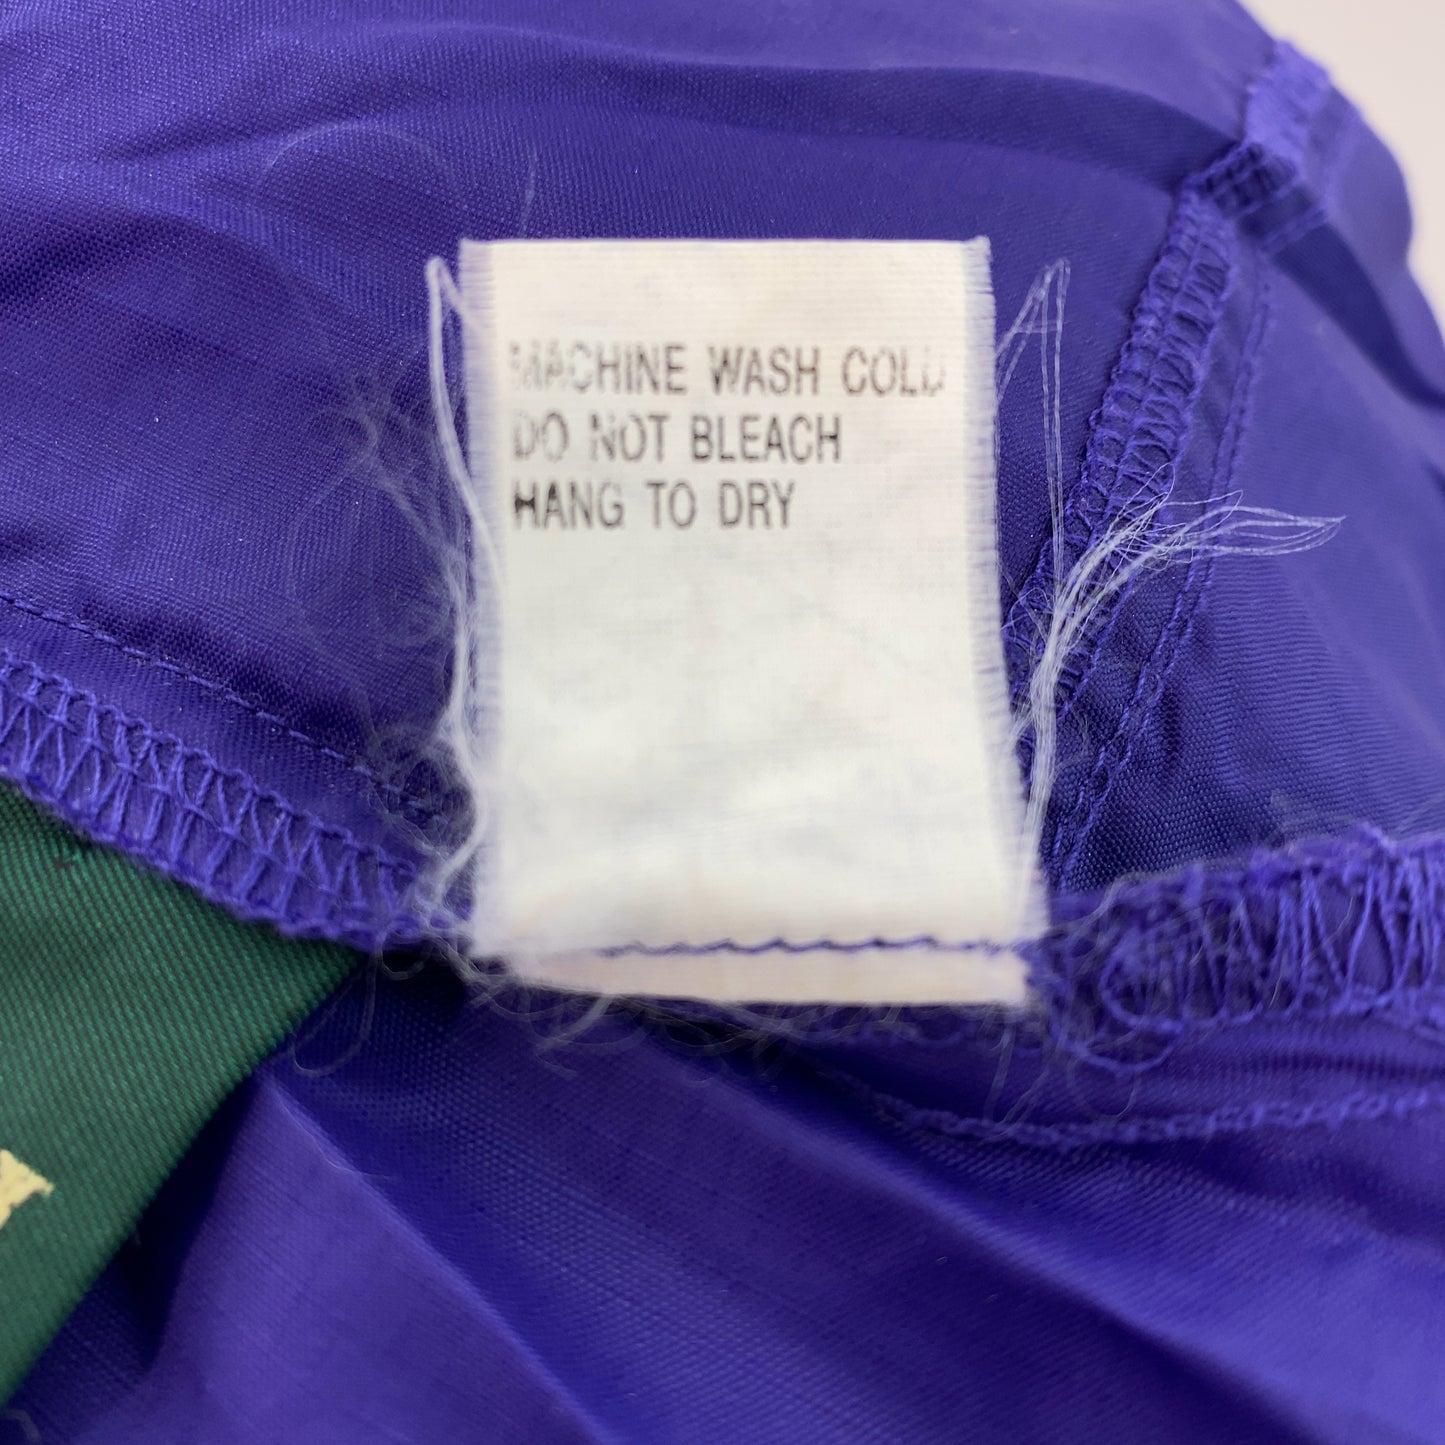 MACHINE WASH COLD
DO NOT BLEACH
HANG TO DRY